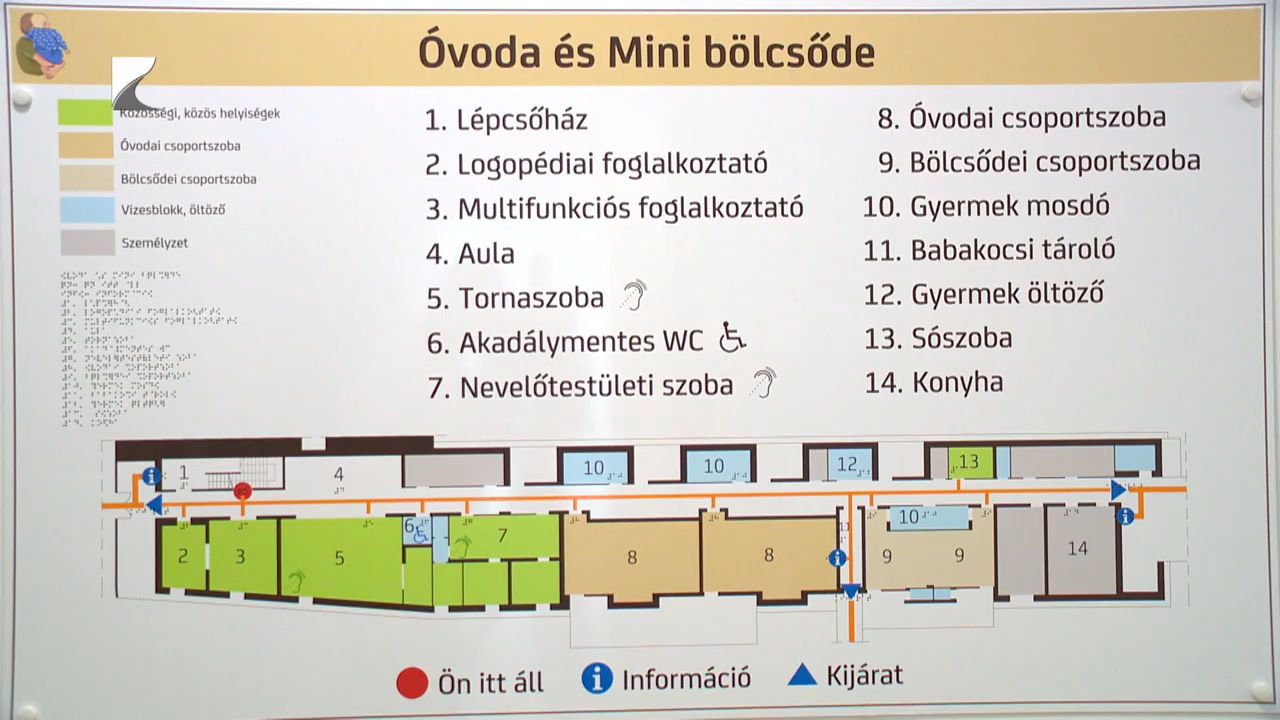 Óvoda és Mini bölcsőde
Közösségi, közös helyiségek
Óvodai csoportszoba
Bölcsődei csoportszoba
Vizesblokk, öltöző
Személyzet
1. Lépcsőház
2. Logopédiai foglalkoztató
3. Multifunkciós foglalkoztató
4. Aula
5. Tornaszoba
6. Akadálymentes WC
7. Nevelőtestületi szoba
8. Óvodai csoportszoba
9. Bölcsődei csoportszoba
10. Gyermek mosdó
11. Babakocsi tároló
12. Gyermek öltöző
13. Sószoba
14. Konyha
1 4 10 10 12 13
2 3 5 6 7 8 8 11 9 10 9 14
Ön itt áll
Információ
Kijárat